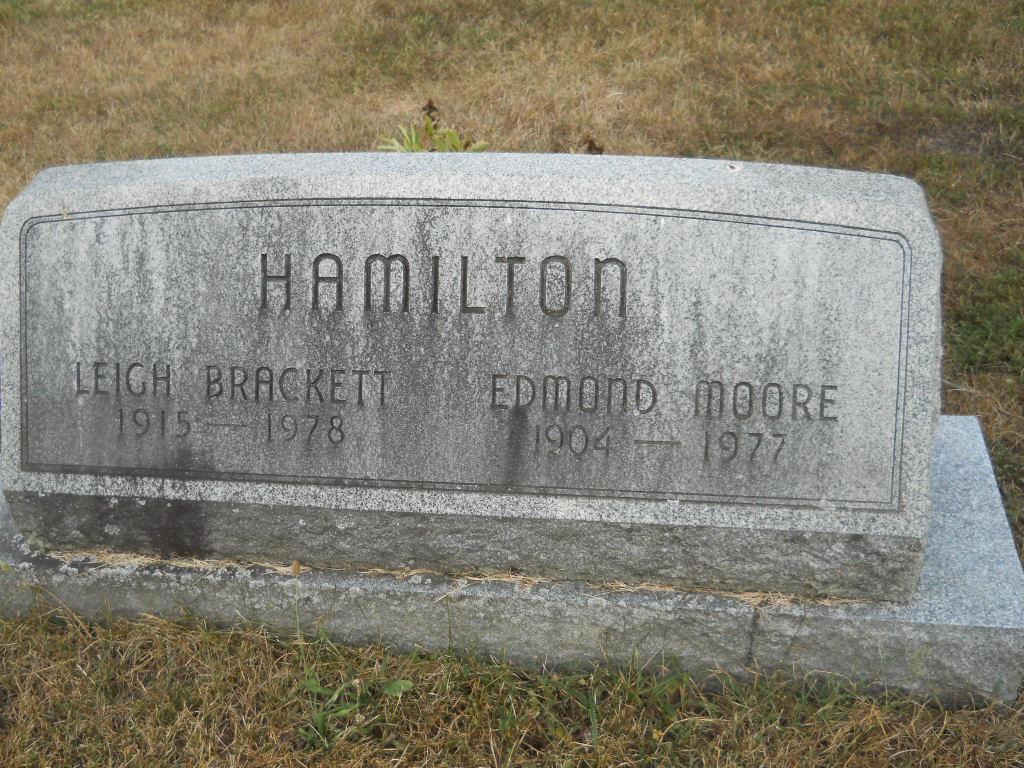 HAMILTON
LEIGH BRACKETT EDMOND MOORE
1915 — 1978 1904 — 1977